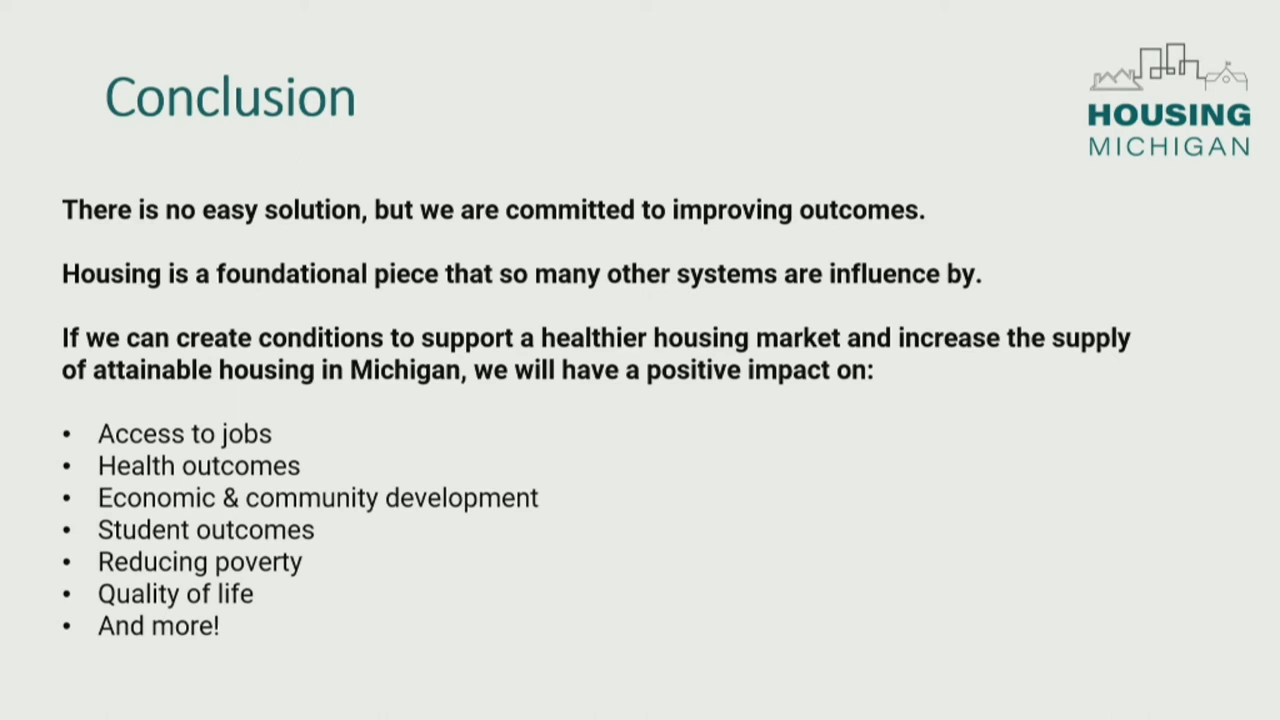 Conclusion
HOUSING
MICHIGAN
There is no easy solution, but we are committed to improving outcomes.
Housing is a foundational piece that so many other systems are influence by.
If we can create conditions to support a healthier housing market and increase the supply
of attainable housing in Michigan, we will have a positive impact on:
• Access to jobs
• Health outcomes
• Economic & community development
• Student outcomes
• Reducing poverty
• Quality of life
• And more!